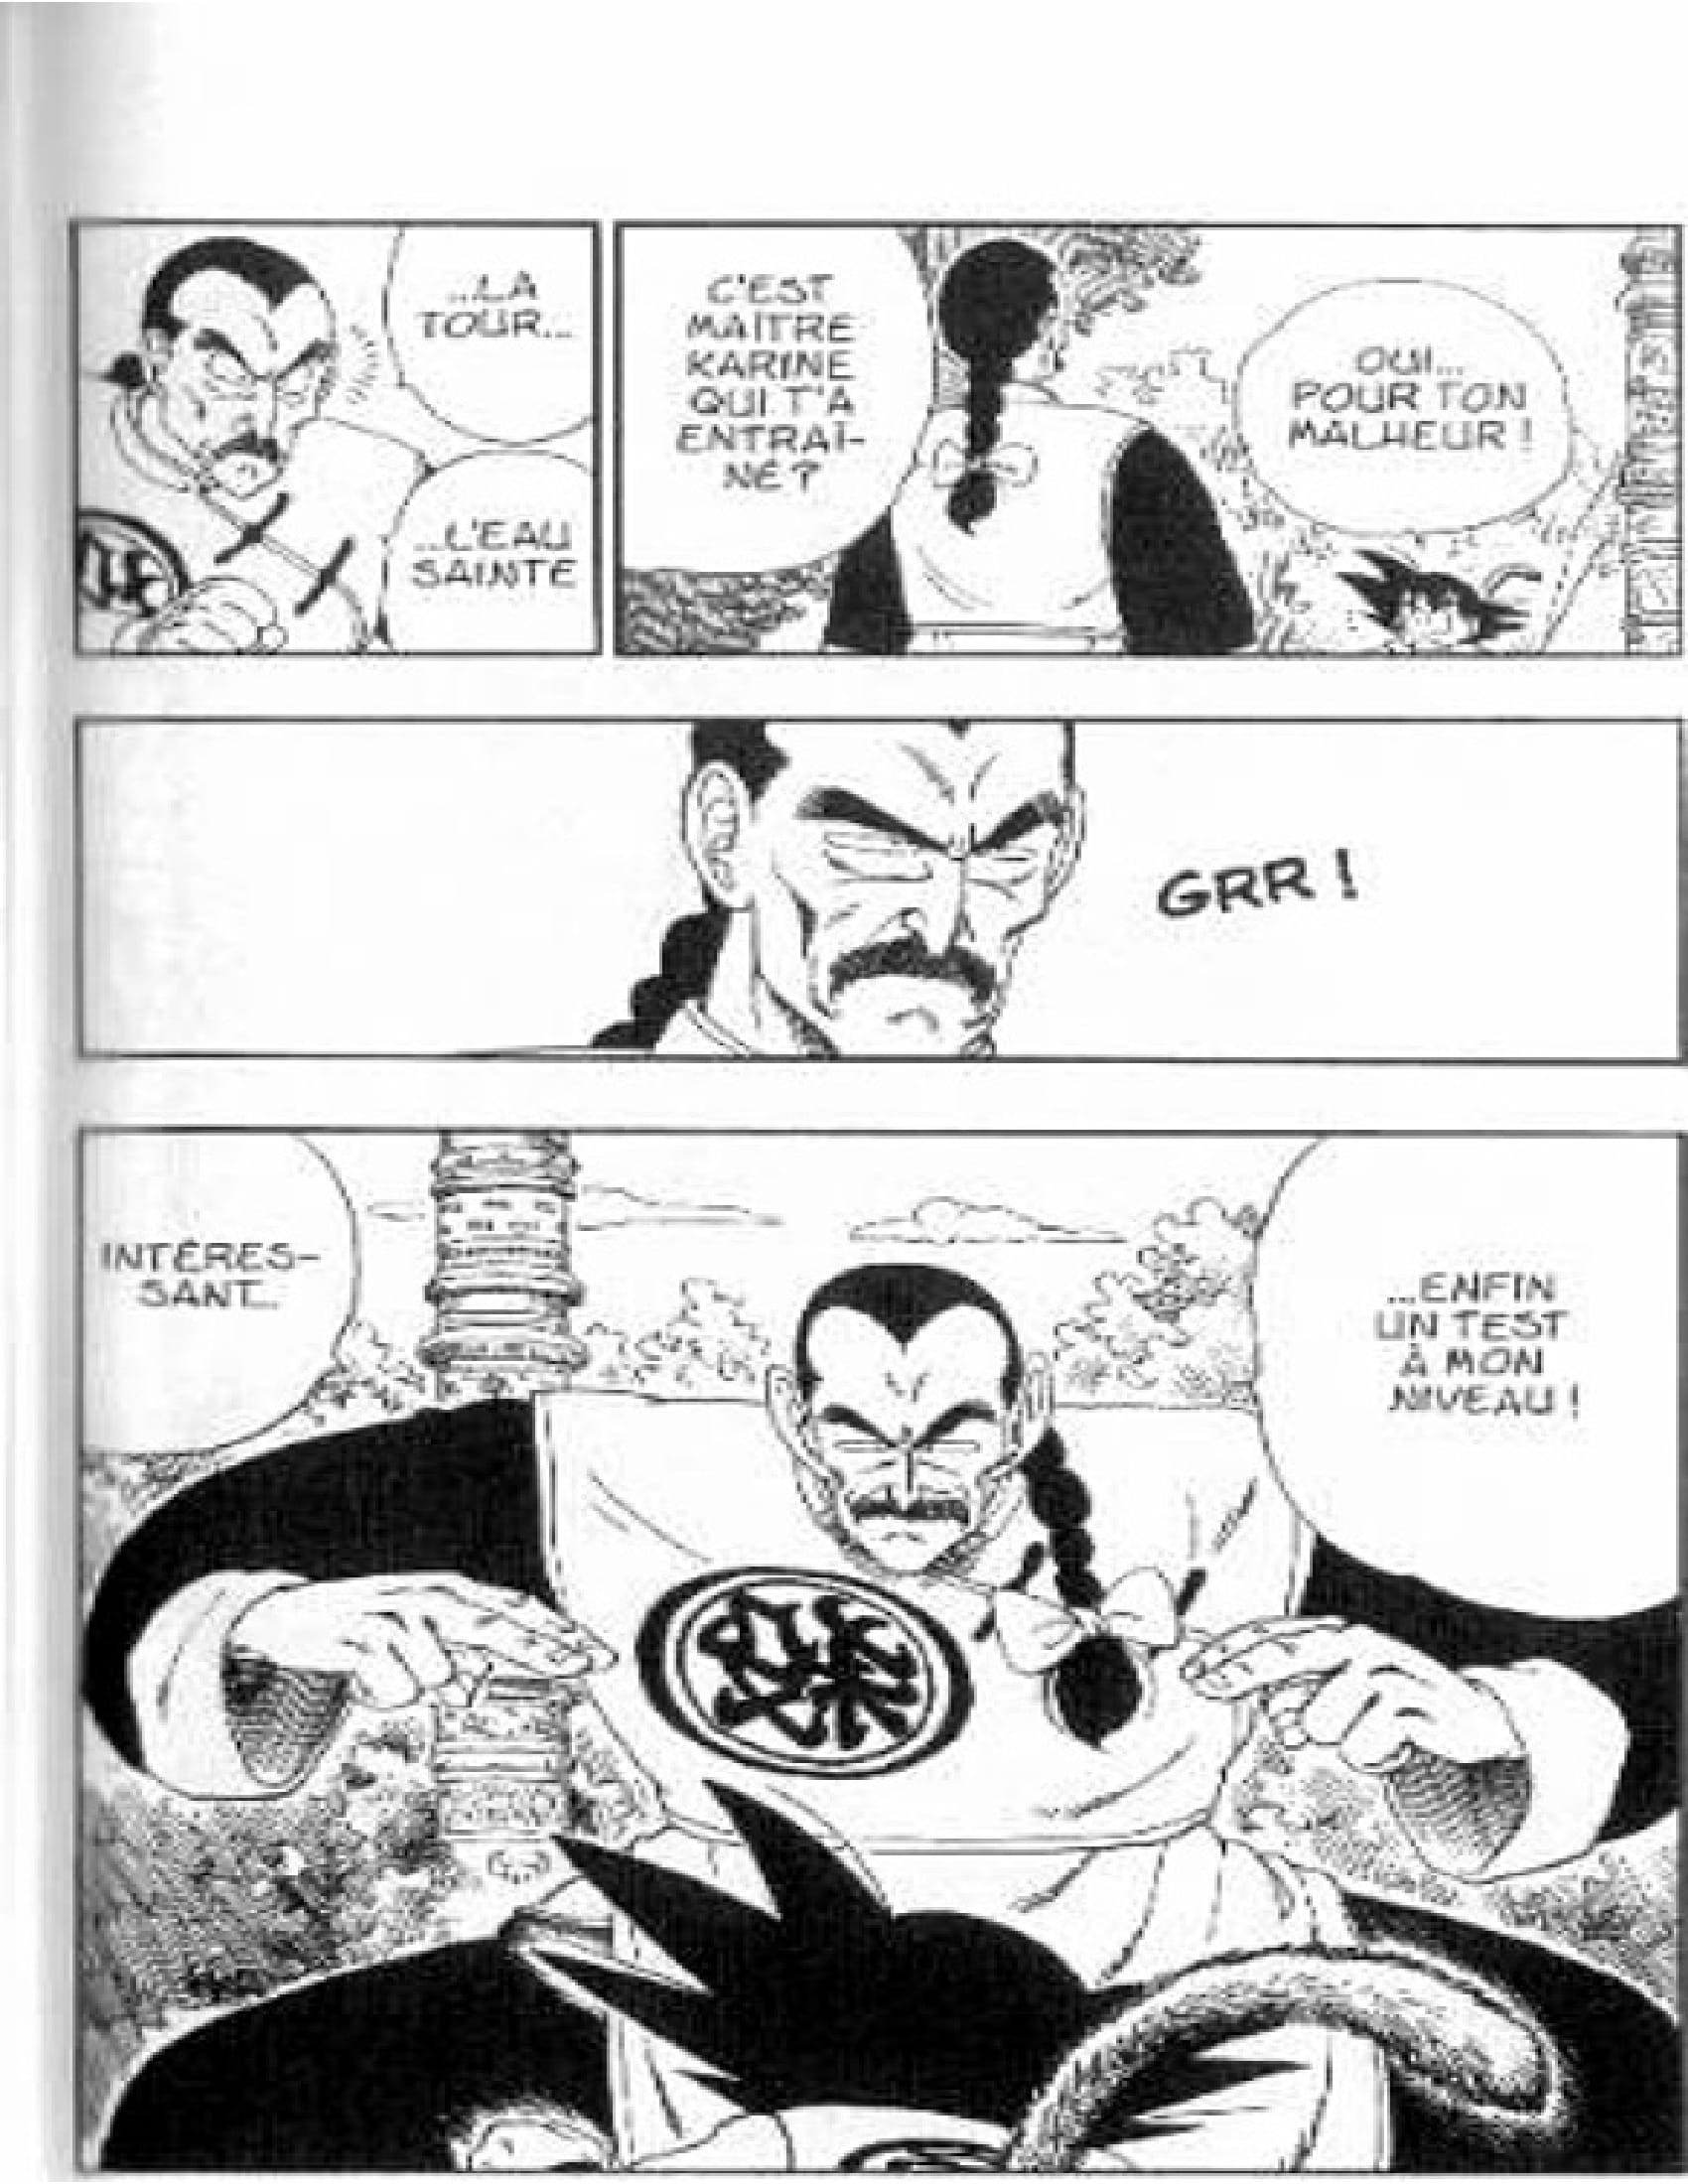 ...LA
TOUR...
...L'EAU
SAINTE
C'EST
MAÎTRE
KARINE
QUI T'A
ENTRAÎ-
NÉ ?
OUI...
POUR TON
MALHEUR !
GRR !
INTÉRES-
SANT...
...ENFIN
UN TEST
À MON
NIVEAU !